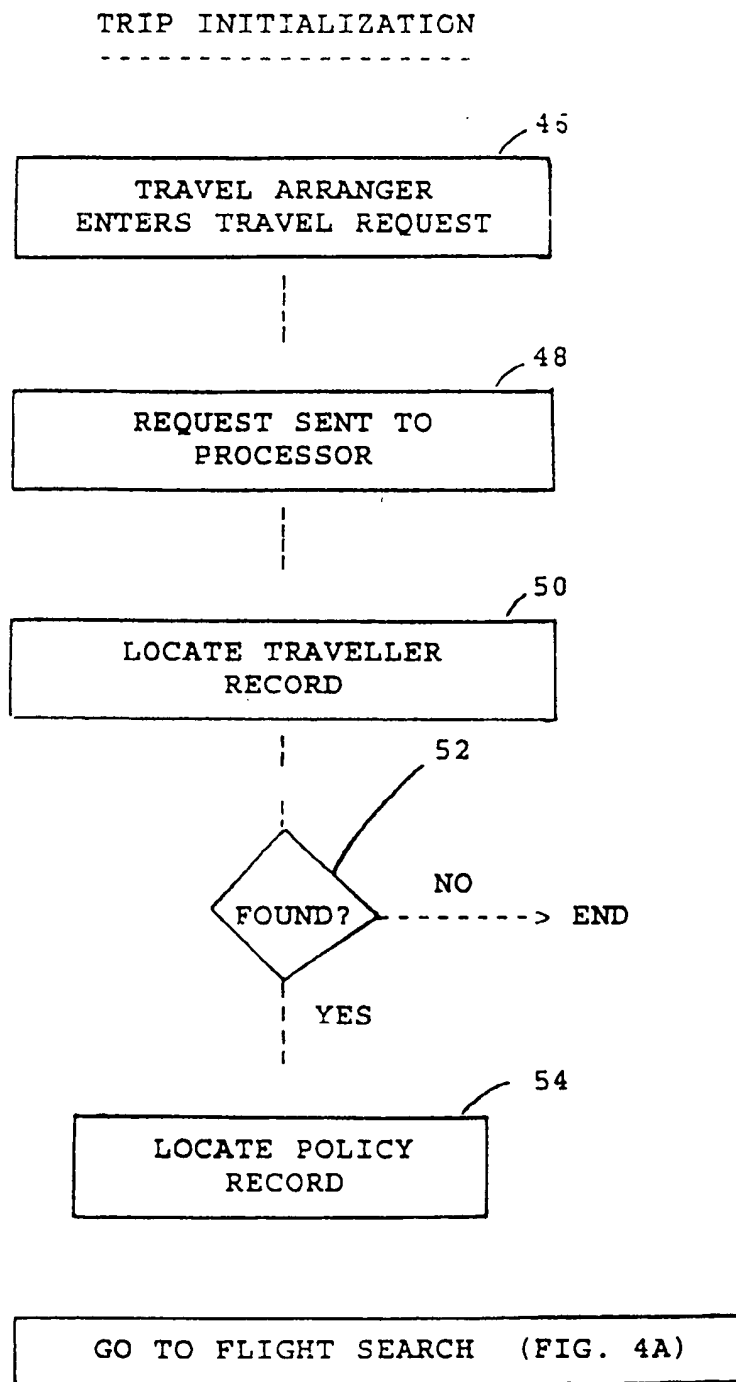 TRIP INITIALIZATION
46
TRAVEL ARRANGER
ENTERS TRAVEL REQUEST
48
REQUEST SENT TO
PROCESSOR
50
LOCATE TRAVELLER
RECORD
52
FOUND?
NO
END
YES
54
LOCATE POLICY
RECORD
GO TO FLIGHT SEARCH (FIG. 4A)